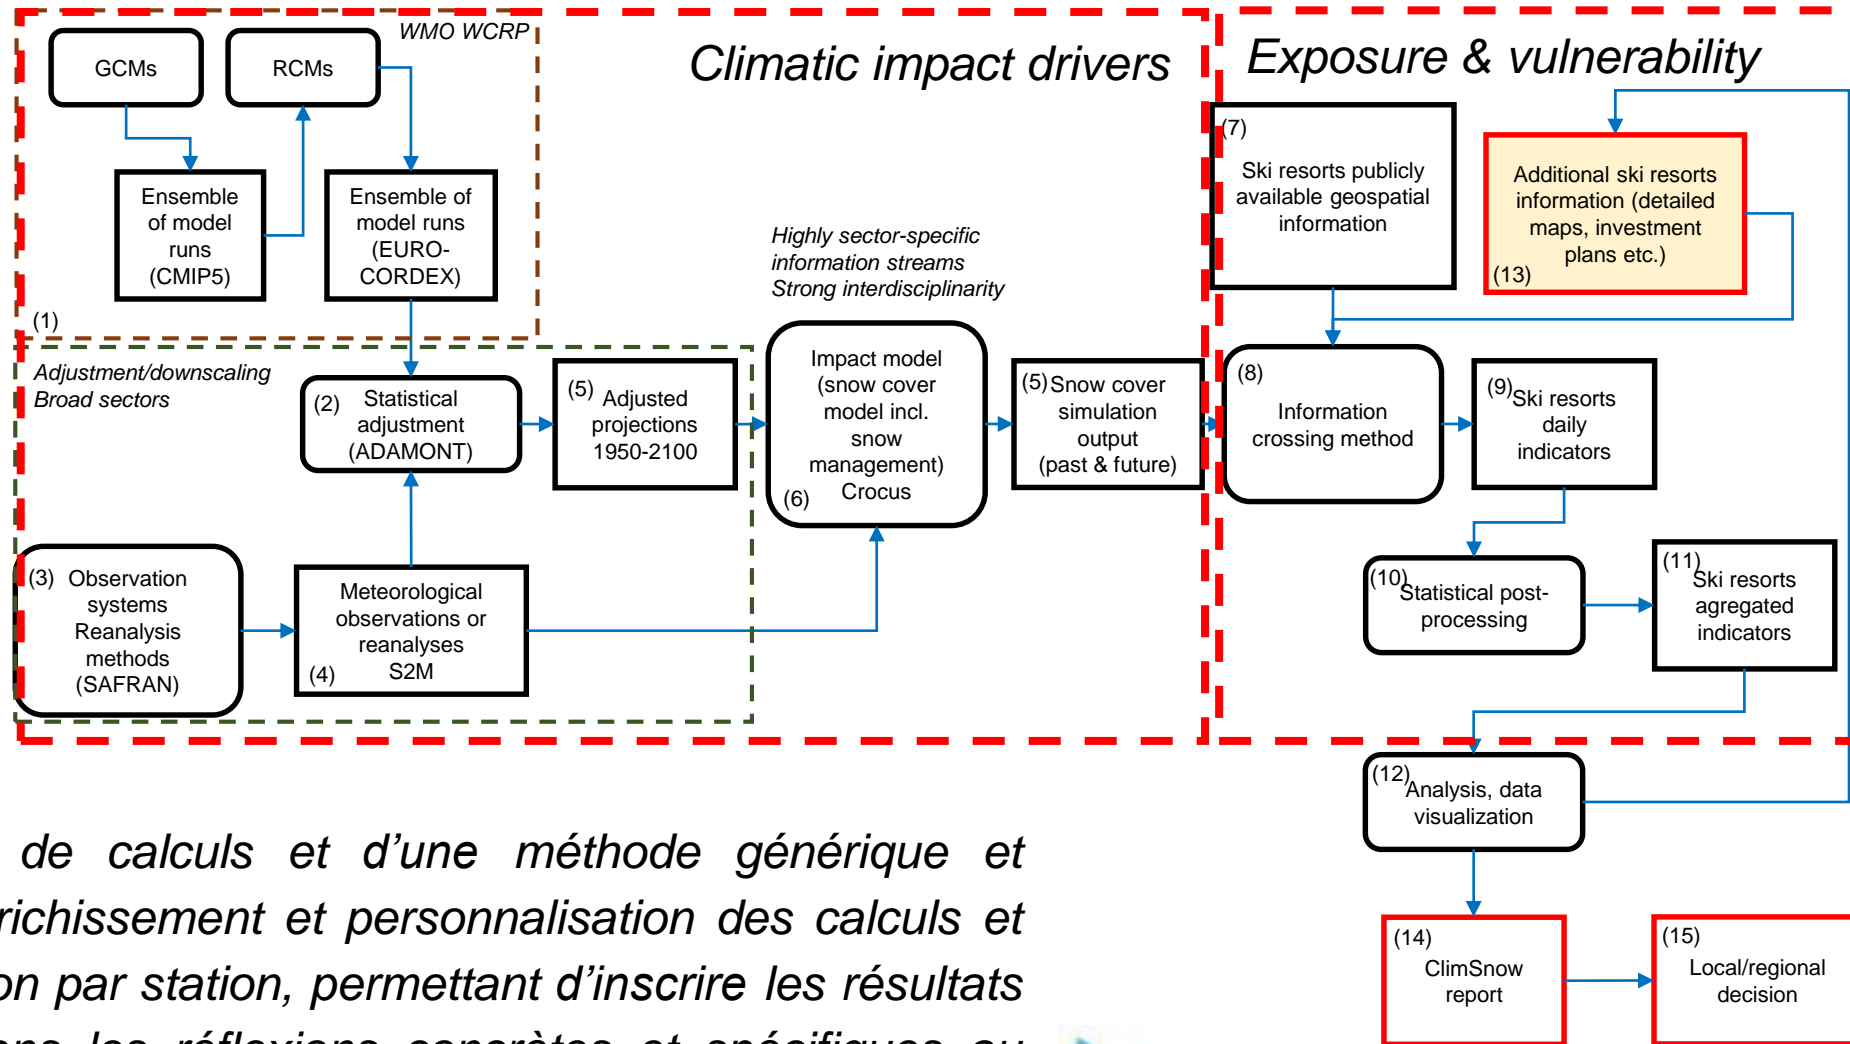 WMO WCRP
Climatic impact drivers
Exposure & vulnerability
GCMs
RCMs
Ensemble
of model
runs
(CMIP5)
Ensemble of
model runs
(EURO-
CORDEX)
(1)
Adjustment/downscaling
Broad sectors
(2)
Statistical
adjustment
(ADAMONT)
(5)
Adjusted
projections
1950-2100
(3)
Observation
systems
Reanalysis
methods
(SAFRAN)
Meteorological
observations or
reanalyses
S2M
(4)
Highly sector-specific
information streams
Strong interdisciplinarity
Impact model
(snow cover
model incl.
snow
management)
Crocus
(6)
(5)
Snow cover
simulation
output
(past & future)
(7)
Ski resorts publicly
available geospatial
information
Additional ski resorts
information (detailed
maps, investment
plans etc.)
(13)
(8)
Information
crossing method
(9)
Ski resorts
daily
indicators
(10)
Statistical post-
processing
(11)
Ski resorts
agregated
indicators
(12)
Analysis, data
visualization
(14)
ClimSnow
report
(15)
Local/regional
decision
de calculs et d'une méthode générique et
richissement et personnalisation des calculs et
on par station, permettant d'inscrire les résultats
ns les réflexions concrètes et spécifiques au